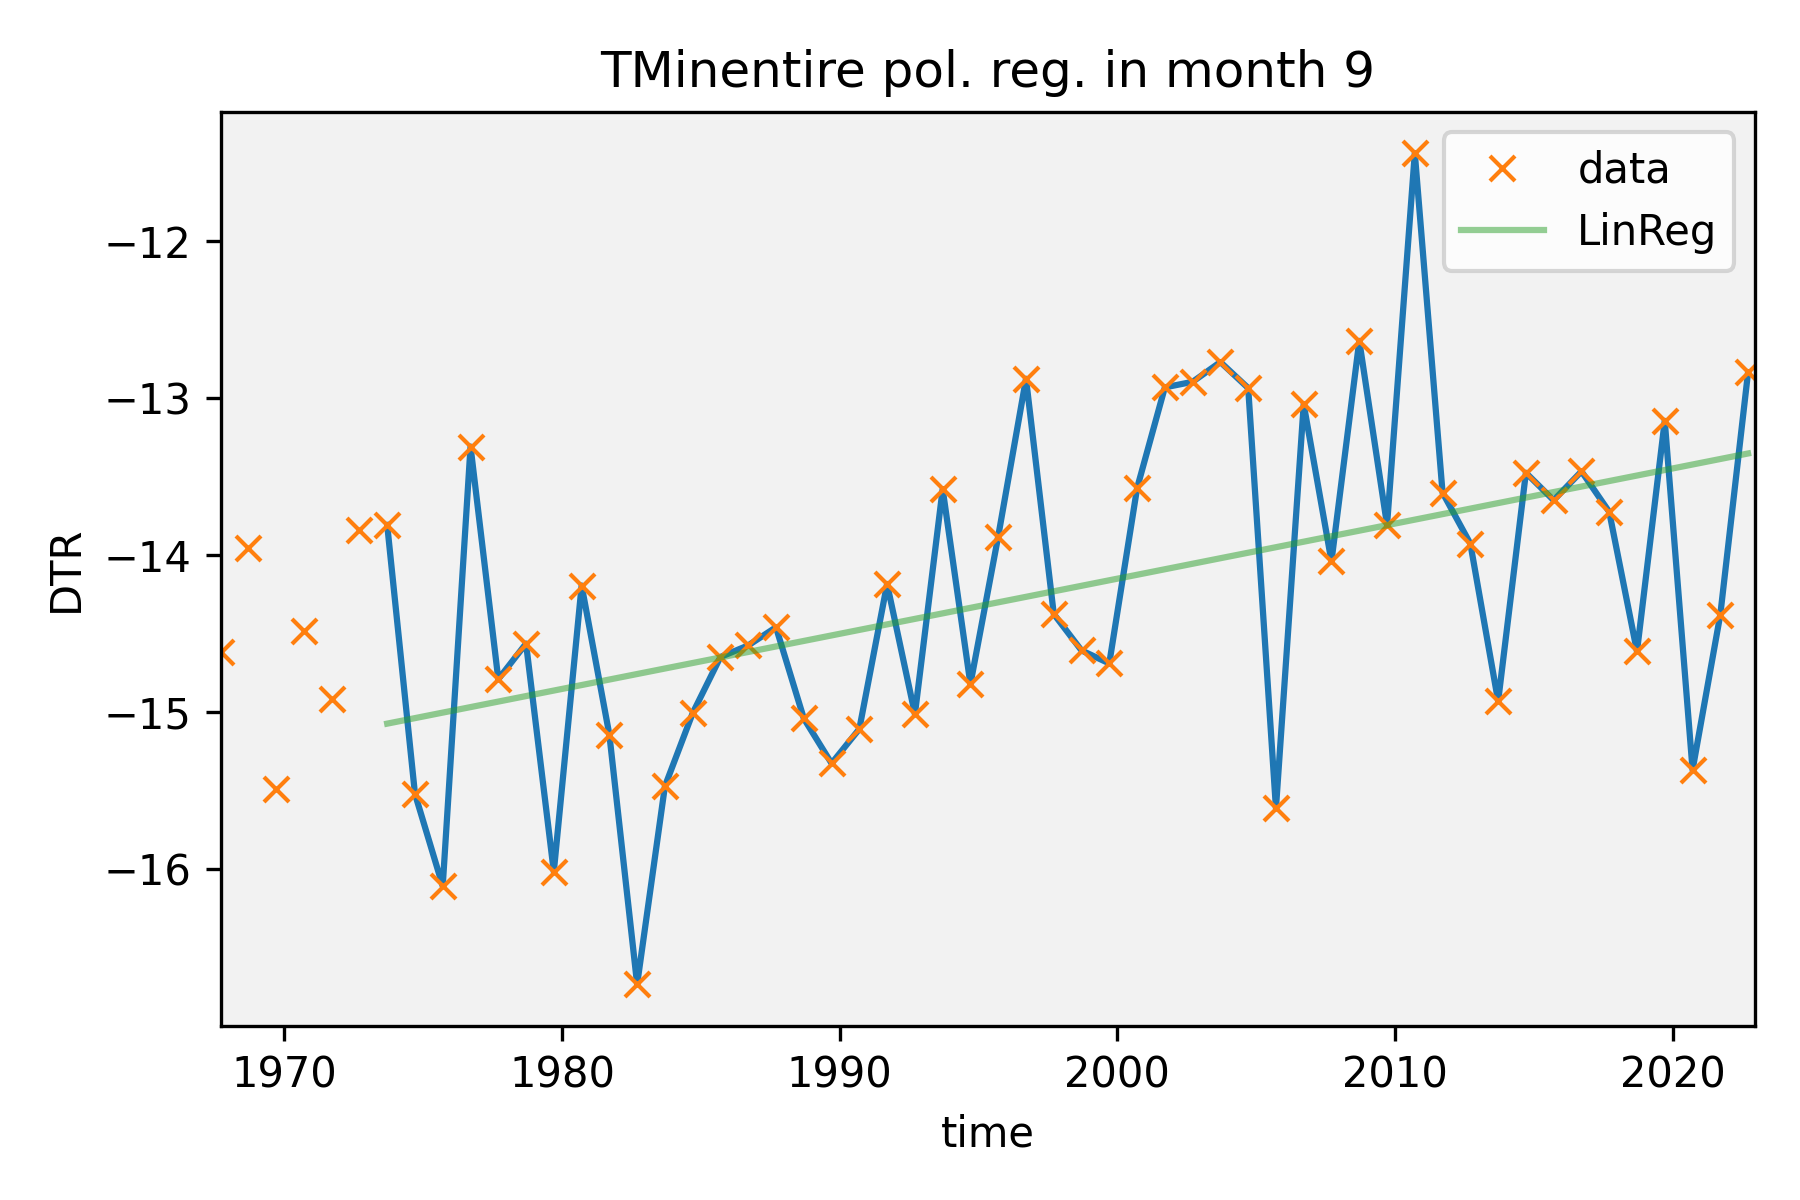 TMinentire pol. reg. in month 9
data
LinReg
−12
−13
−14
−15
−16
DTR
1970 1980 1990 2000 2010 2020
time